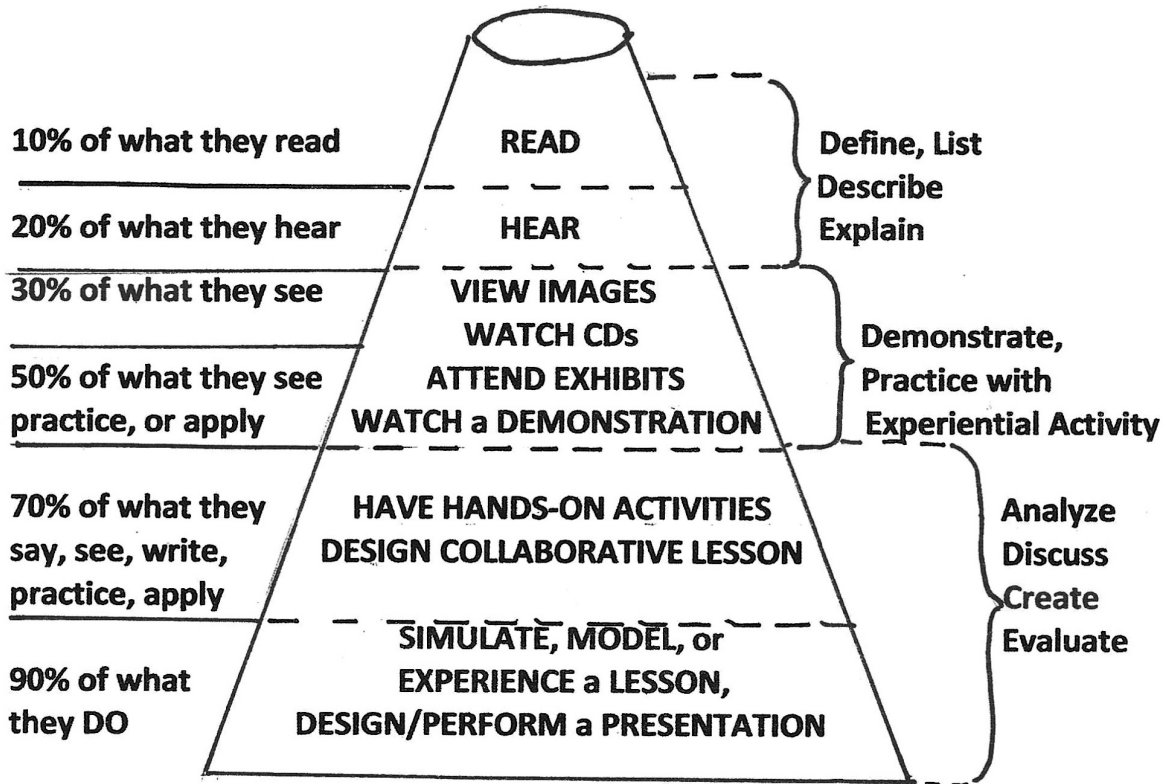 10% of what they read
READ
Define, List
Describe
Explain
20% of what they hear
HEAR
30% of what they see
VIEW IMAGES
WATCH CDs
50% of what they see
practice, or apply
ATTEND EXHIBITS
WATCH a DEMONSTRATION
Demonstrate,
Practice with
Experiential Activity
70% of what they
say, see, write,
practice, apply
HAVE HANDS-ON ACTIVITIES
DESIGN COLLABORATIVE LESSON
Analyze
Discuss
Create
Evaluate
90% of what
they DO
SIMULATE, MODEL, or
EXPERIENCE a LESSON,
DESIGN/PERFORM a PRESENTATION